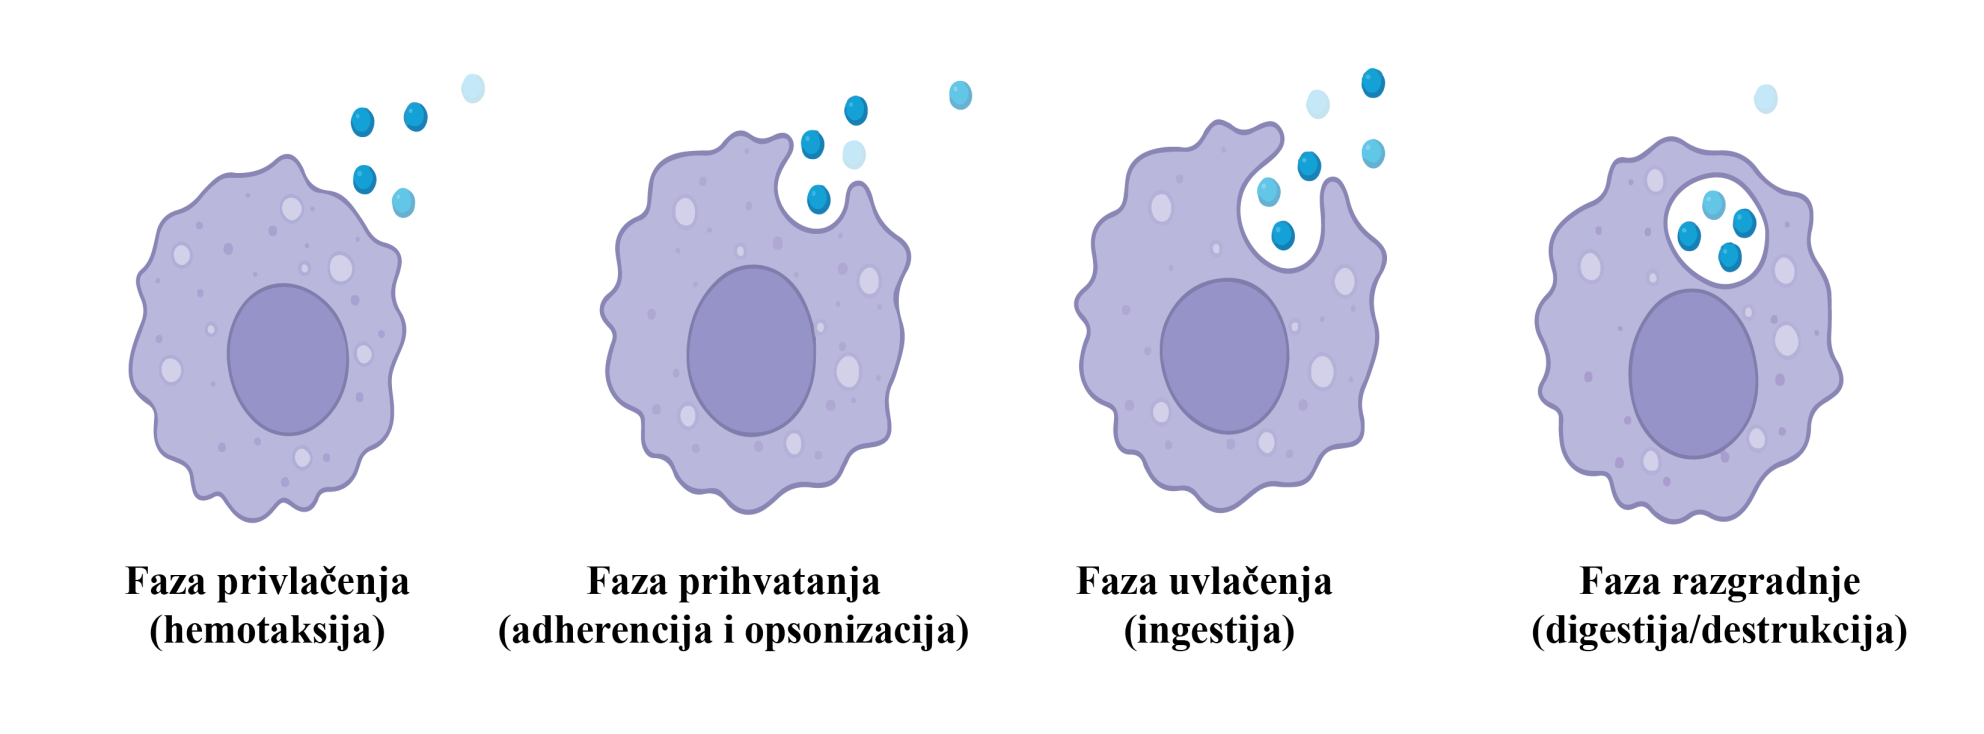 Faza privlačenja
(hemotaksija)
Faza prihvatanja
(adherencija i opsonizacija)
Faza uvlačenja
(ingestija)
Faza razgradnje
(digestija/destrukcija)